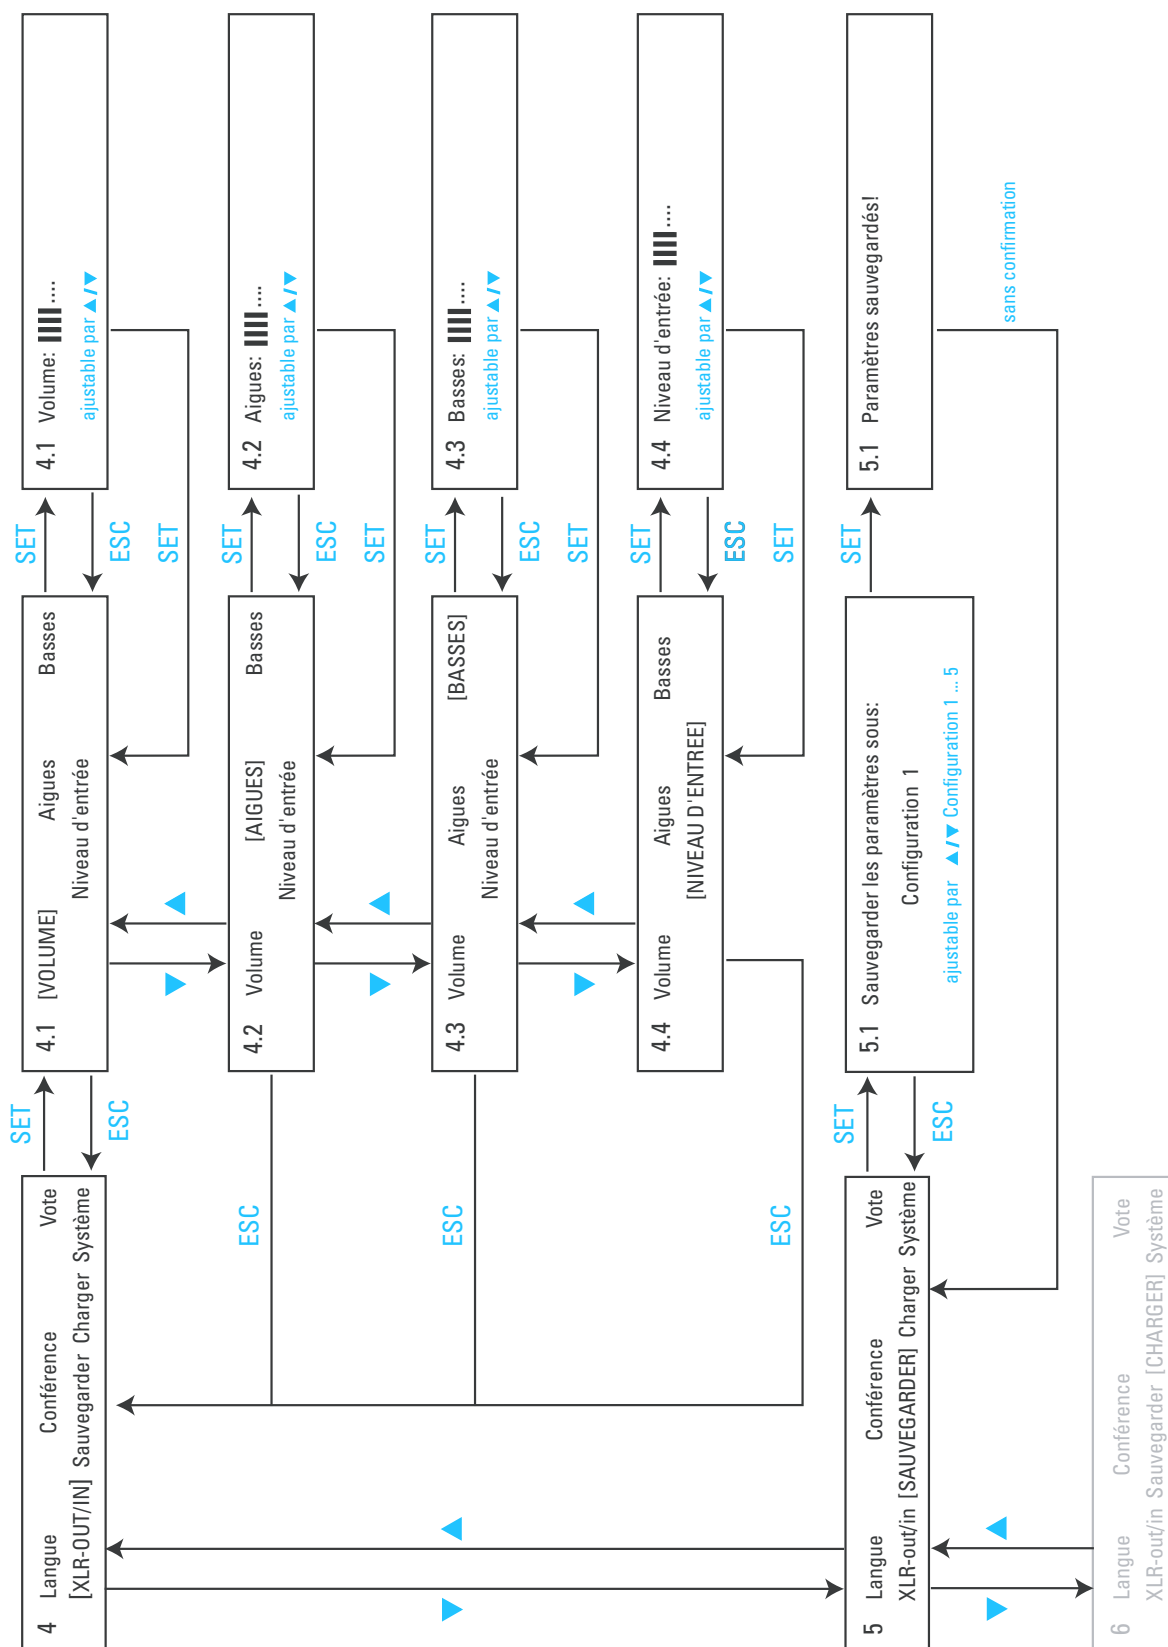 4 Langue Conférence Vote
[XLR-OUT/IN] Sauvegarder Charger Système
SET
ESC
4.1 [VOLUME] Aigues Basses
Niveau d'entrée
SET
ESC
SET
4.1 Volume: ....
ajustable par ▲/▼
▼
▲
ESC
4.2 Volume [AIGUES] Basses
Niveau d'entrée
SET
ESC
SET
4.2 Aigues: ....
ajustable par ▲/▼
▼
▲
ESC
4.3 Volume Aigues [BASSES]
Niveau d'entrée
SET
ESC
SET
4.3 Basses: ....
ajustable par ▲/▼
▼
▲
ESC
4.4 Volume Aigues Basses
[NIVEAU D'ENTREE]
SET
ESC
SET
4.4 Niveau d'entrée: ....
ajustable par ▲/▼
▼
▲
5 Langue Conférence Vote
XLR-out/in [SAUVEGARDER] Charger Système
SET
ESC
5.1 Sauvegarder les paramètres sous:
Configuration 1
ajustable par ▲/▼ Configuration 1 ... 5
SET
5.1 Paramètres sauvegardés!
sans confirmation
▼
▲
6 Langue Conférence Vote
XLR-out/in Sauvegarder [CHARGER] Système